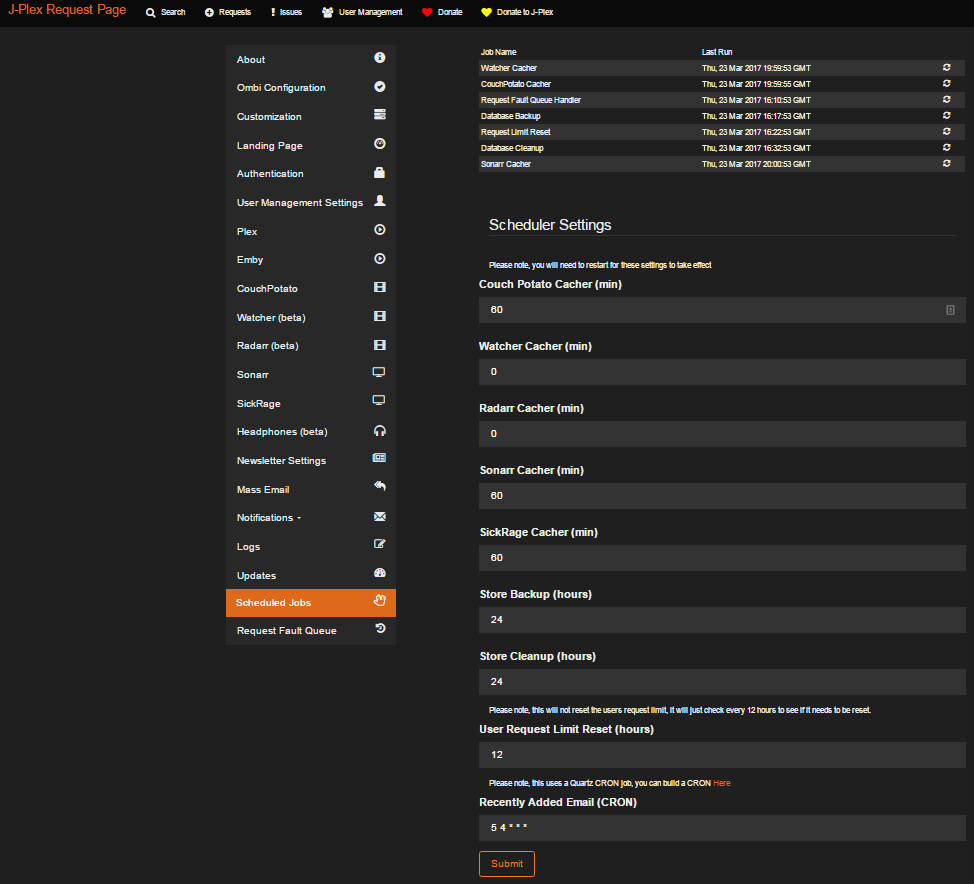 J-Plex Request Page Search Requests Issues User Management Donate Donate to J-Plex
About
Ombi Configuration
Customization
Landing Page
Authentication
User Management Settings
Plex
Emby
CouchPotato
Watcher (beta)
Radarr (beta)
Sonarr
SickRage
Headphones (beta)
Newsletter Settings
Mass Email
Notifications
Logs
Updates
Scheduled Jobs
Request Fault Queue
Job Name Last Run
Watcher Cacher Thu, 23 Mar 2017 19:59:53 GMT
CouchPotato Cacher Thu, 23 Mar 2017 19:59:55 GMT
Request Fault Queue Handler Thu, 23 Mar 2017 16:10:53 GMT
Database Backup Thu, 23 Mar 2017 16:17:53 GMT
Request Limit Reset Thu, 23 Mar 2017 16:22:53 GMT
Database Cleanup Thu, 23 Mar 2017 16:32:53 GMT
Sonarr Cacher Thu, 23 Mar 2017 20:00:53 GMT
Scheduler Settings
Please note, you will need to restart for these settings to take effect
Couch Potato Cacher (min)
60
Watcher Cacher (min)
0
Radarr Cacher (min)
0
Sonarr Cacher (min)
60
SickRage Cacher (min)
60
Store Backup (hours)
24
Store Cleanup (hours)
24
Please note, this will not reset the users request limit, it will just check every 12 hours to see if it needs to be reset.
User Request Limit Reset (hours)
12
Please note, this uses a Quartz CRON job, you can build a CRON Here
Recently Added Email (CRON)
5 4 * * *
Submit